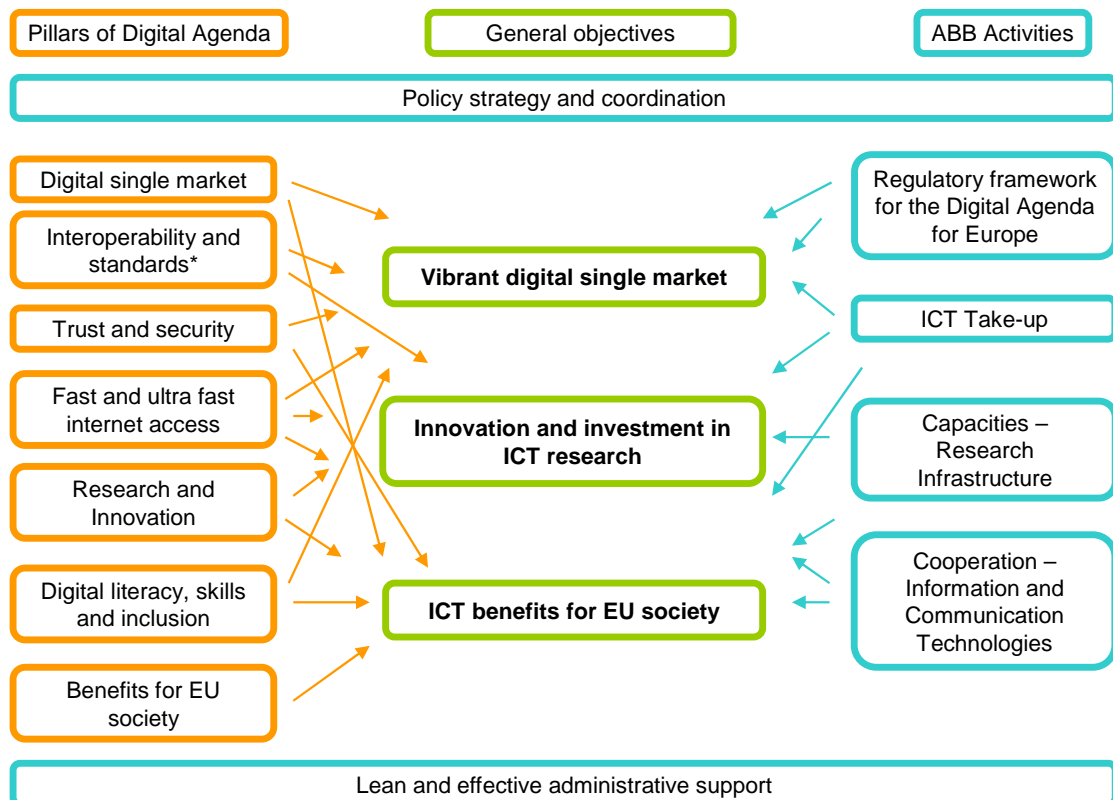 Pillars of Digital Agenda
General objectives
ABB Activities
Policy strategy and coordination
Digital single market
Interoperability and
standards*
Trust and security
Fast and ultra fast
internet access
Research and
Innovation
Digital literacy, skills
and inclusion
Benefits for EU
society
Vibrant digital single market
Innovation and investment in
ICT research
ICT benefits for EU society
Regulatory framework
for the Digital Agenda
for Europe
ICT Take-up
Capacities –
Research
Infrastructure
Cooperation –
Information and
Communication
Technologies
Lean and effective administrative support